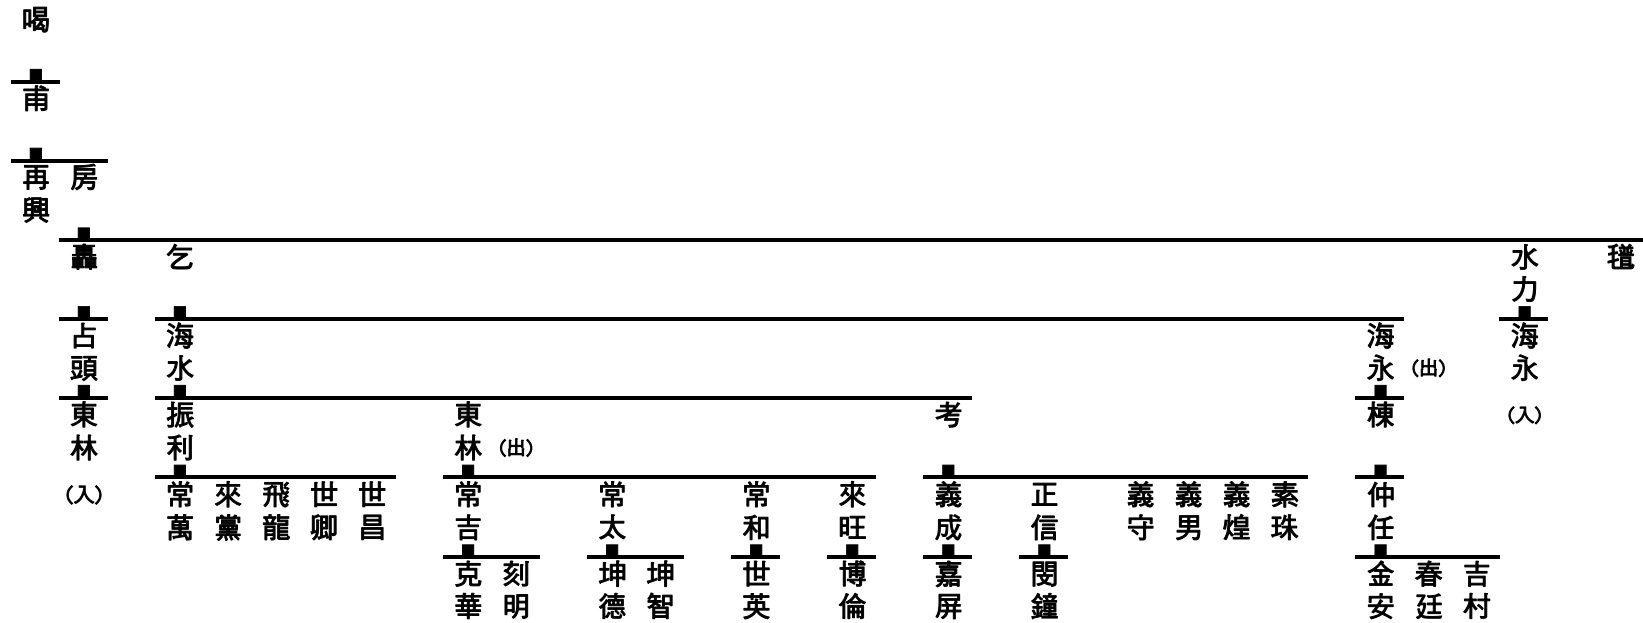 喝
甫
再興 房
轟 乞 水力 氆
占頭 海水 海永（出） 海永（入）
東林（入） 振利 東林（出） 考 棟
常萬 來黨 飛龍 世卿 世昌 常吉 常太 常和 來旺 義成 正信 義守 義男 義煌 素珠 仲任
克華 刻明 坤德 坤智 世英 博倫 嘉屏 閔鐘 金安 春廷 吉村